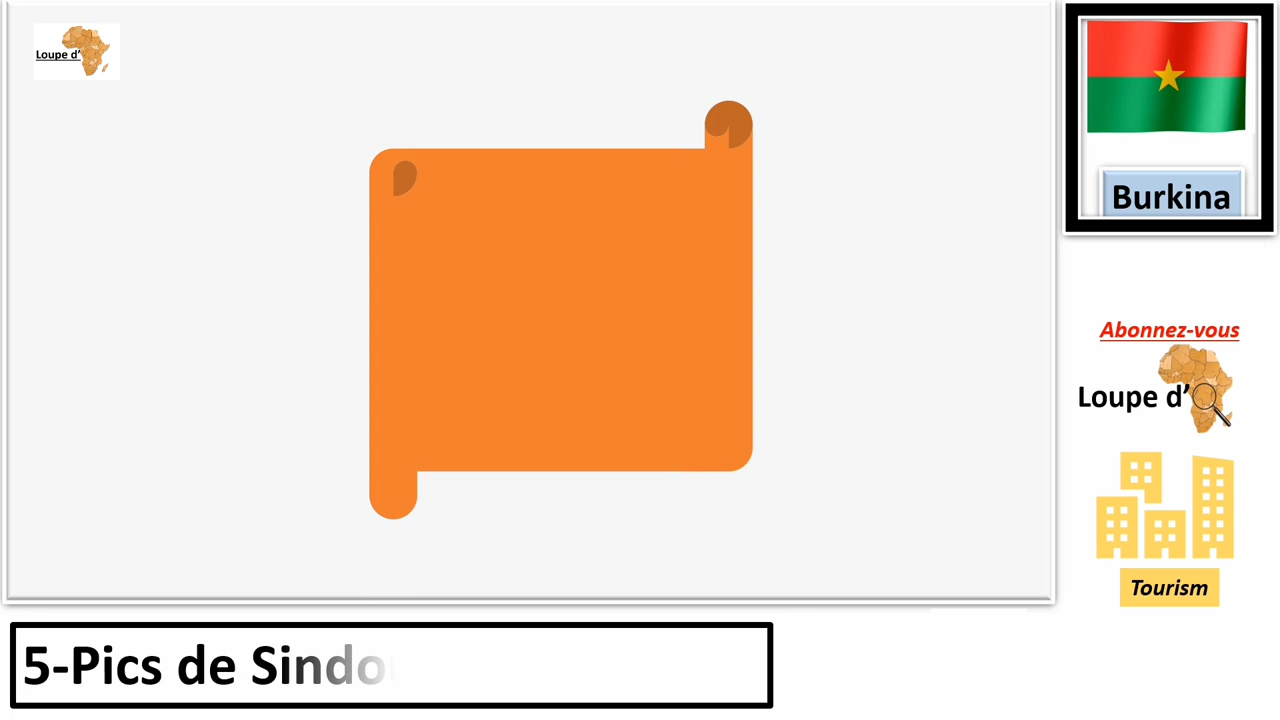 Loupe d'
Burkina
Abonnez-vous
Loupe d'
Tourism
5-Pics de Sindo